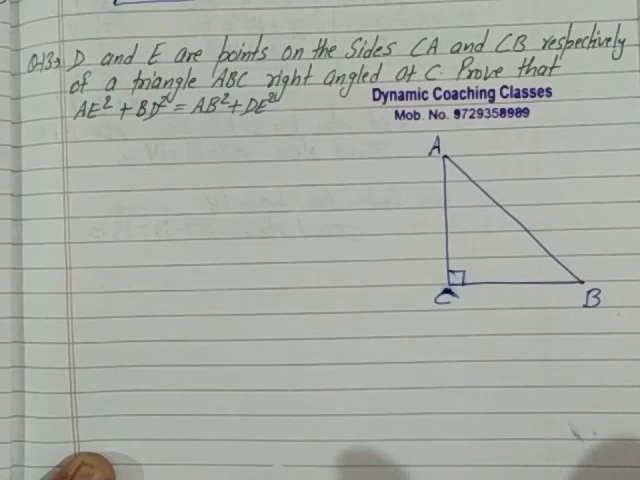 Q.13. D and E are points on the Sides CA and CB respectively
of a triangle ABC right angled at C. Prove that
AE² + BD² = AB² + DE²
Dynamic Coaching Classes
Mob. No. 9729358989
A
C
B